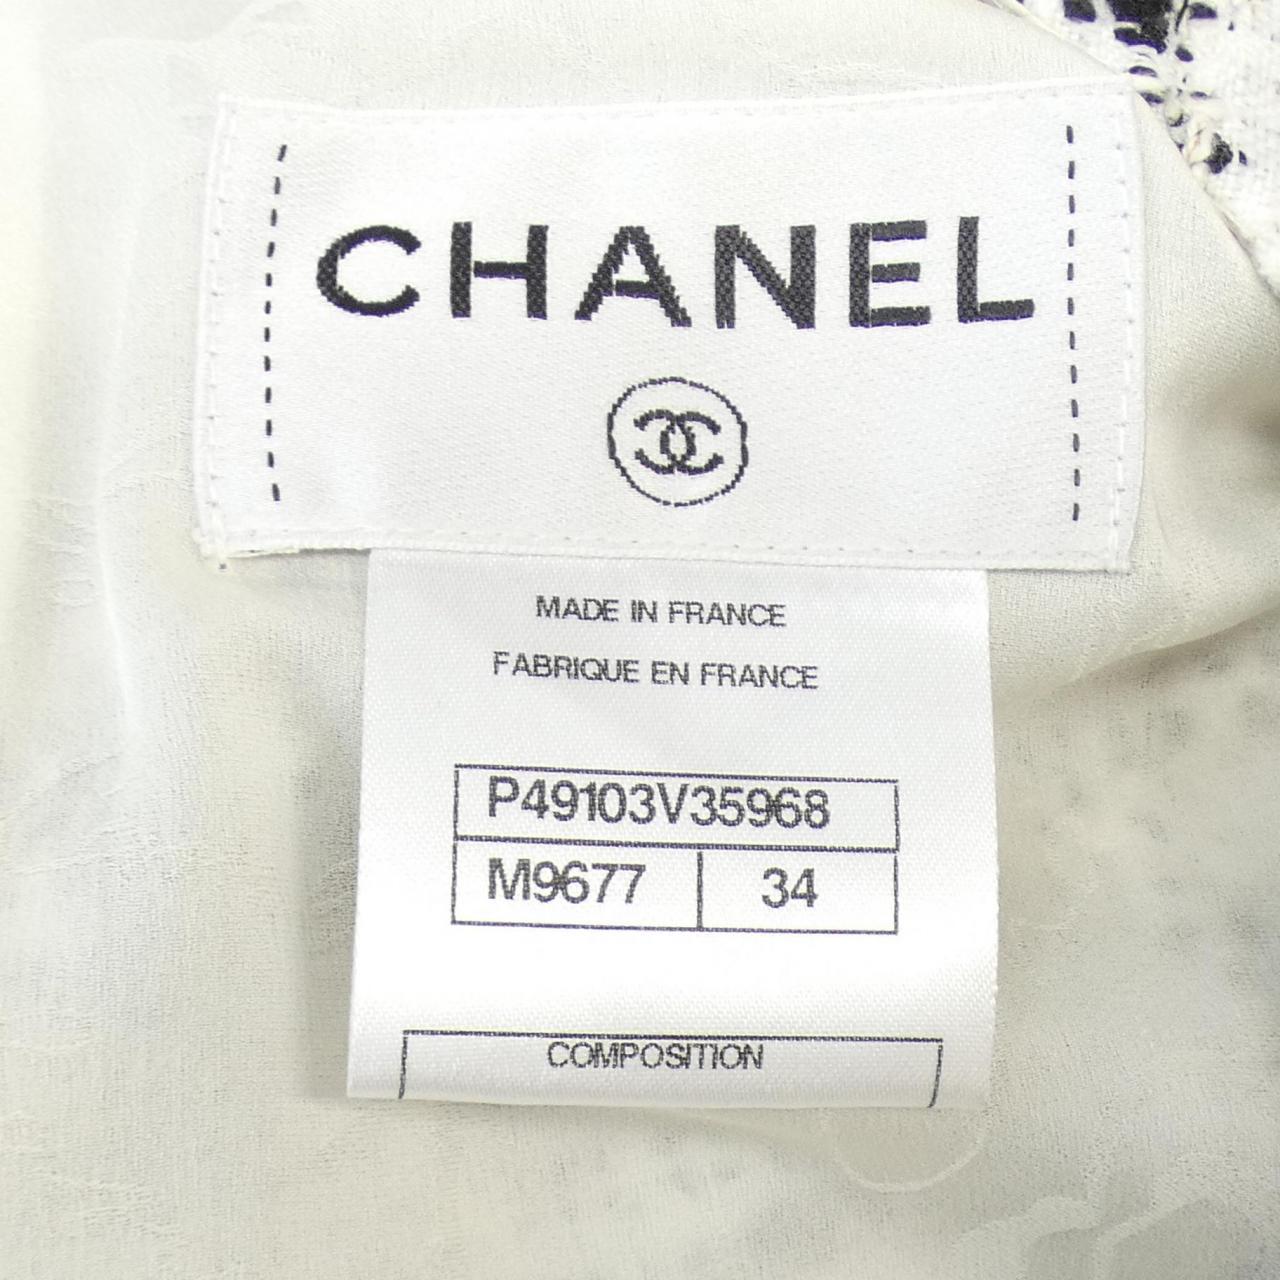 CHANEL
MADE IN FRANCE
FABRIQUE EN FRANCE
P49103V35968
M9677 34
COMPOSITION